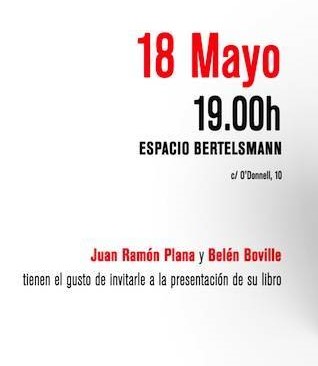 18 Mayo
19.00h
ESPACIO BERTELSMANN
c/ O'Donnell, 10
Juan Ramón Plana y Belén Boville
tienen el gusto de invitarle a la presentación de su libro